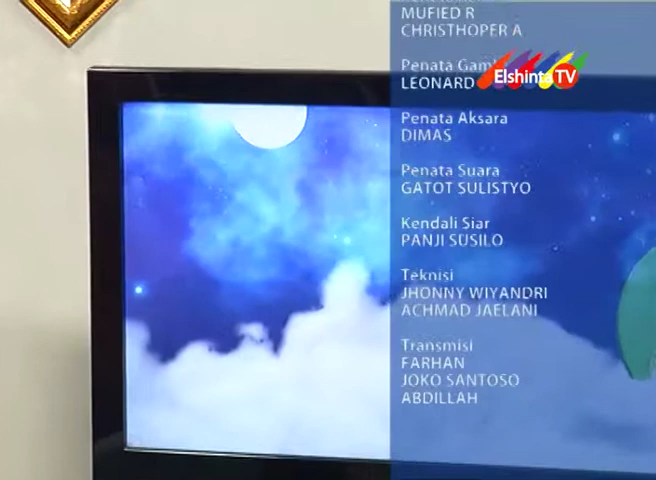 MUFIED R
CHRISTHOPER A
Penata
LEONARD
Elshinta TV
Penata Aksara
DIMAS
Penata Suara
GATOT SULISTYO
Kendali Siar
PANJI SUSILO
Teknisi
JHONNY WIYANDRI
ACHMAD JAELANI
Transmisi
FARHAN
JOKO SANTOSO
ABDILLAH